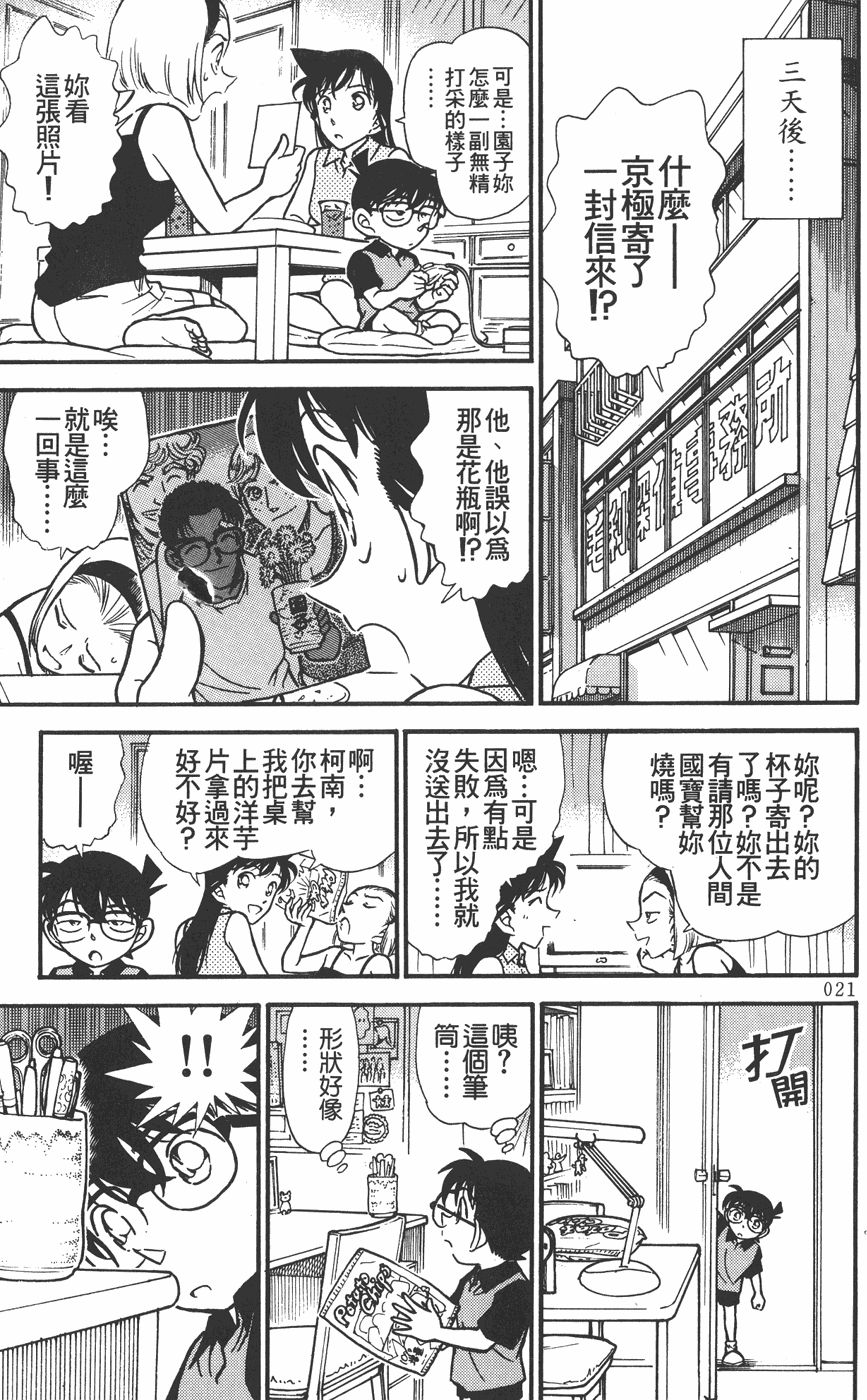 三天後……
什麼—
京極寄了
一封信來!?
毛利偵探事務所
可是…園子妳
怎麼一副無精
打采的樣子
……
妳看
這張照片!
他、他誤以為
那是花瓶啊!?
唉…
就是這麼
一回事……
妳呢?妳的
杯子寄出去
了嗎?妳不是
有請那位人間
國寶幫妳
燒嗎?
嗯…可是
因為有點
失敗,所以我就
沒送出去了……
啊…
柯南,
你去幫
我把桌
上的洋芋
片拿過來
好不好?
喔—
021
打開
咦?
這個筆
筒……
形狀好像
……
Potato
Chips
!!